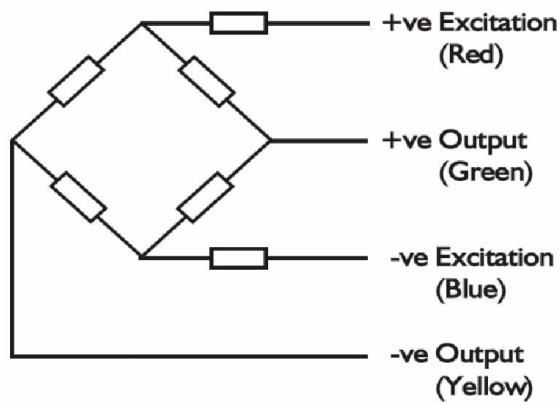 +ve Excitation
(Red)
+ve Output
(Green)
-ve Excitation
(Blue)
-ve Output
(Yellow)